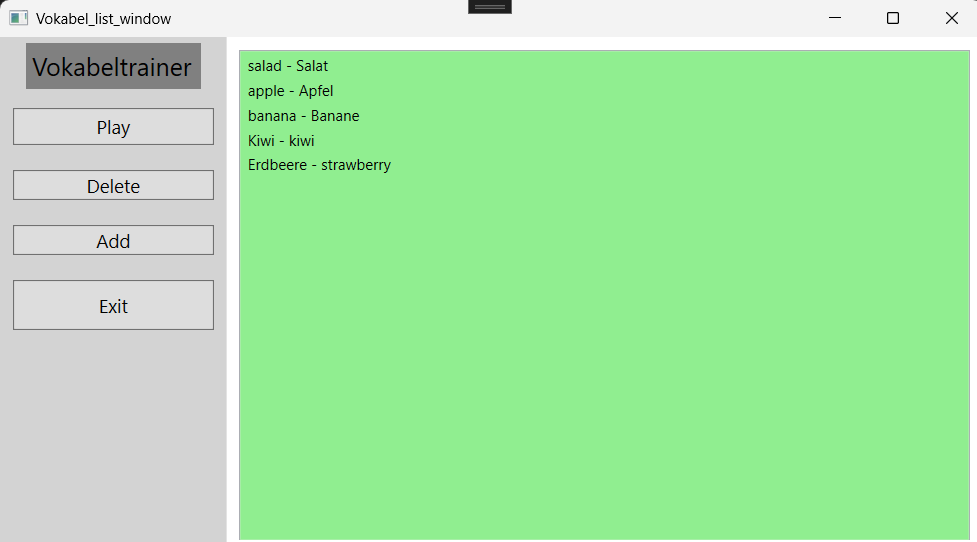 Vokabel_list_window
Vokabeltrainer
Play
Delete
Add
Exit
salad - Salat
apple - Apfel
banana - Banane
Kiwi - kiwi
Erdbeere - strawberry